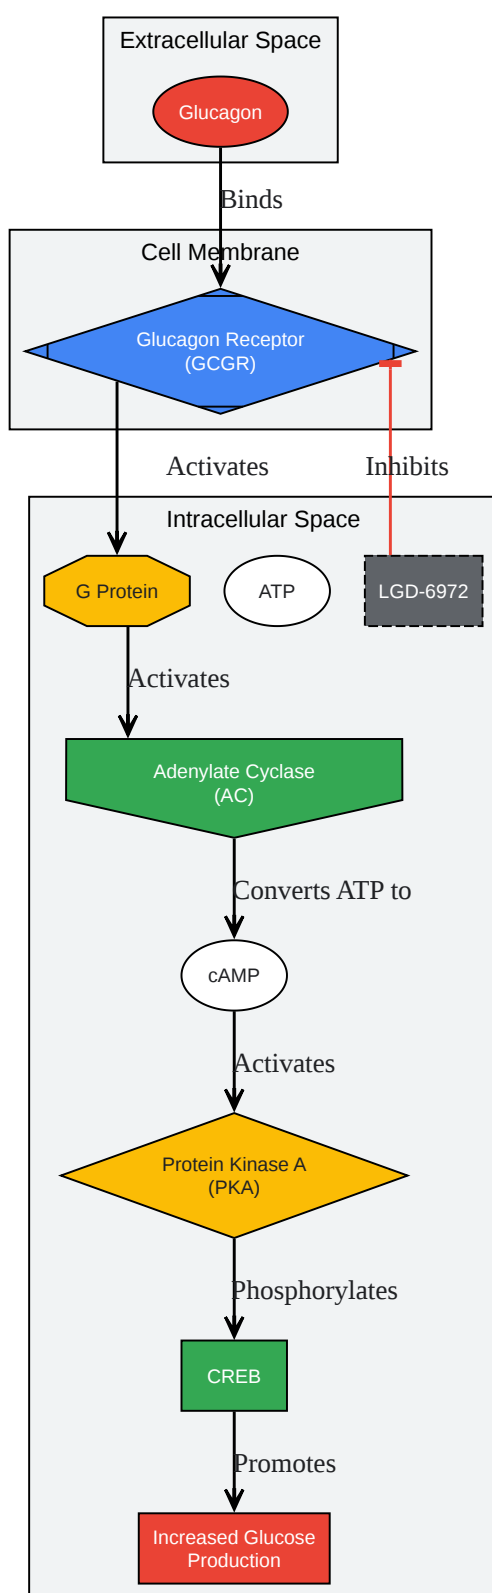 Extracellular Space
Glucagon
Binds
Cell Membrane
Glucagon Receptor
(GCGR)
Activates
Inhibits
Intracellular Space
G Protein
ATP
LGD-6972
Activates
Adenylate Cyclase
(AC)
Converts ATP to
cAMP
Activates
Protein Kinase A
(PKA)
Phosphorylates
CREB
Promotes
Increased Glucose
Production